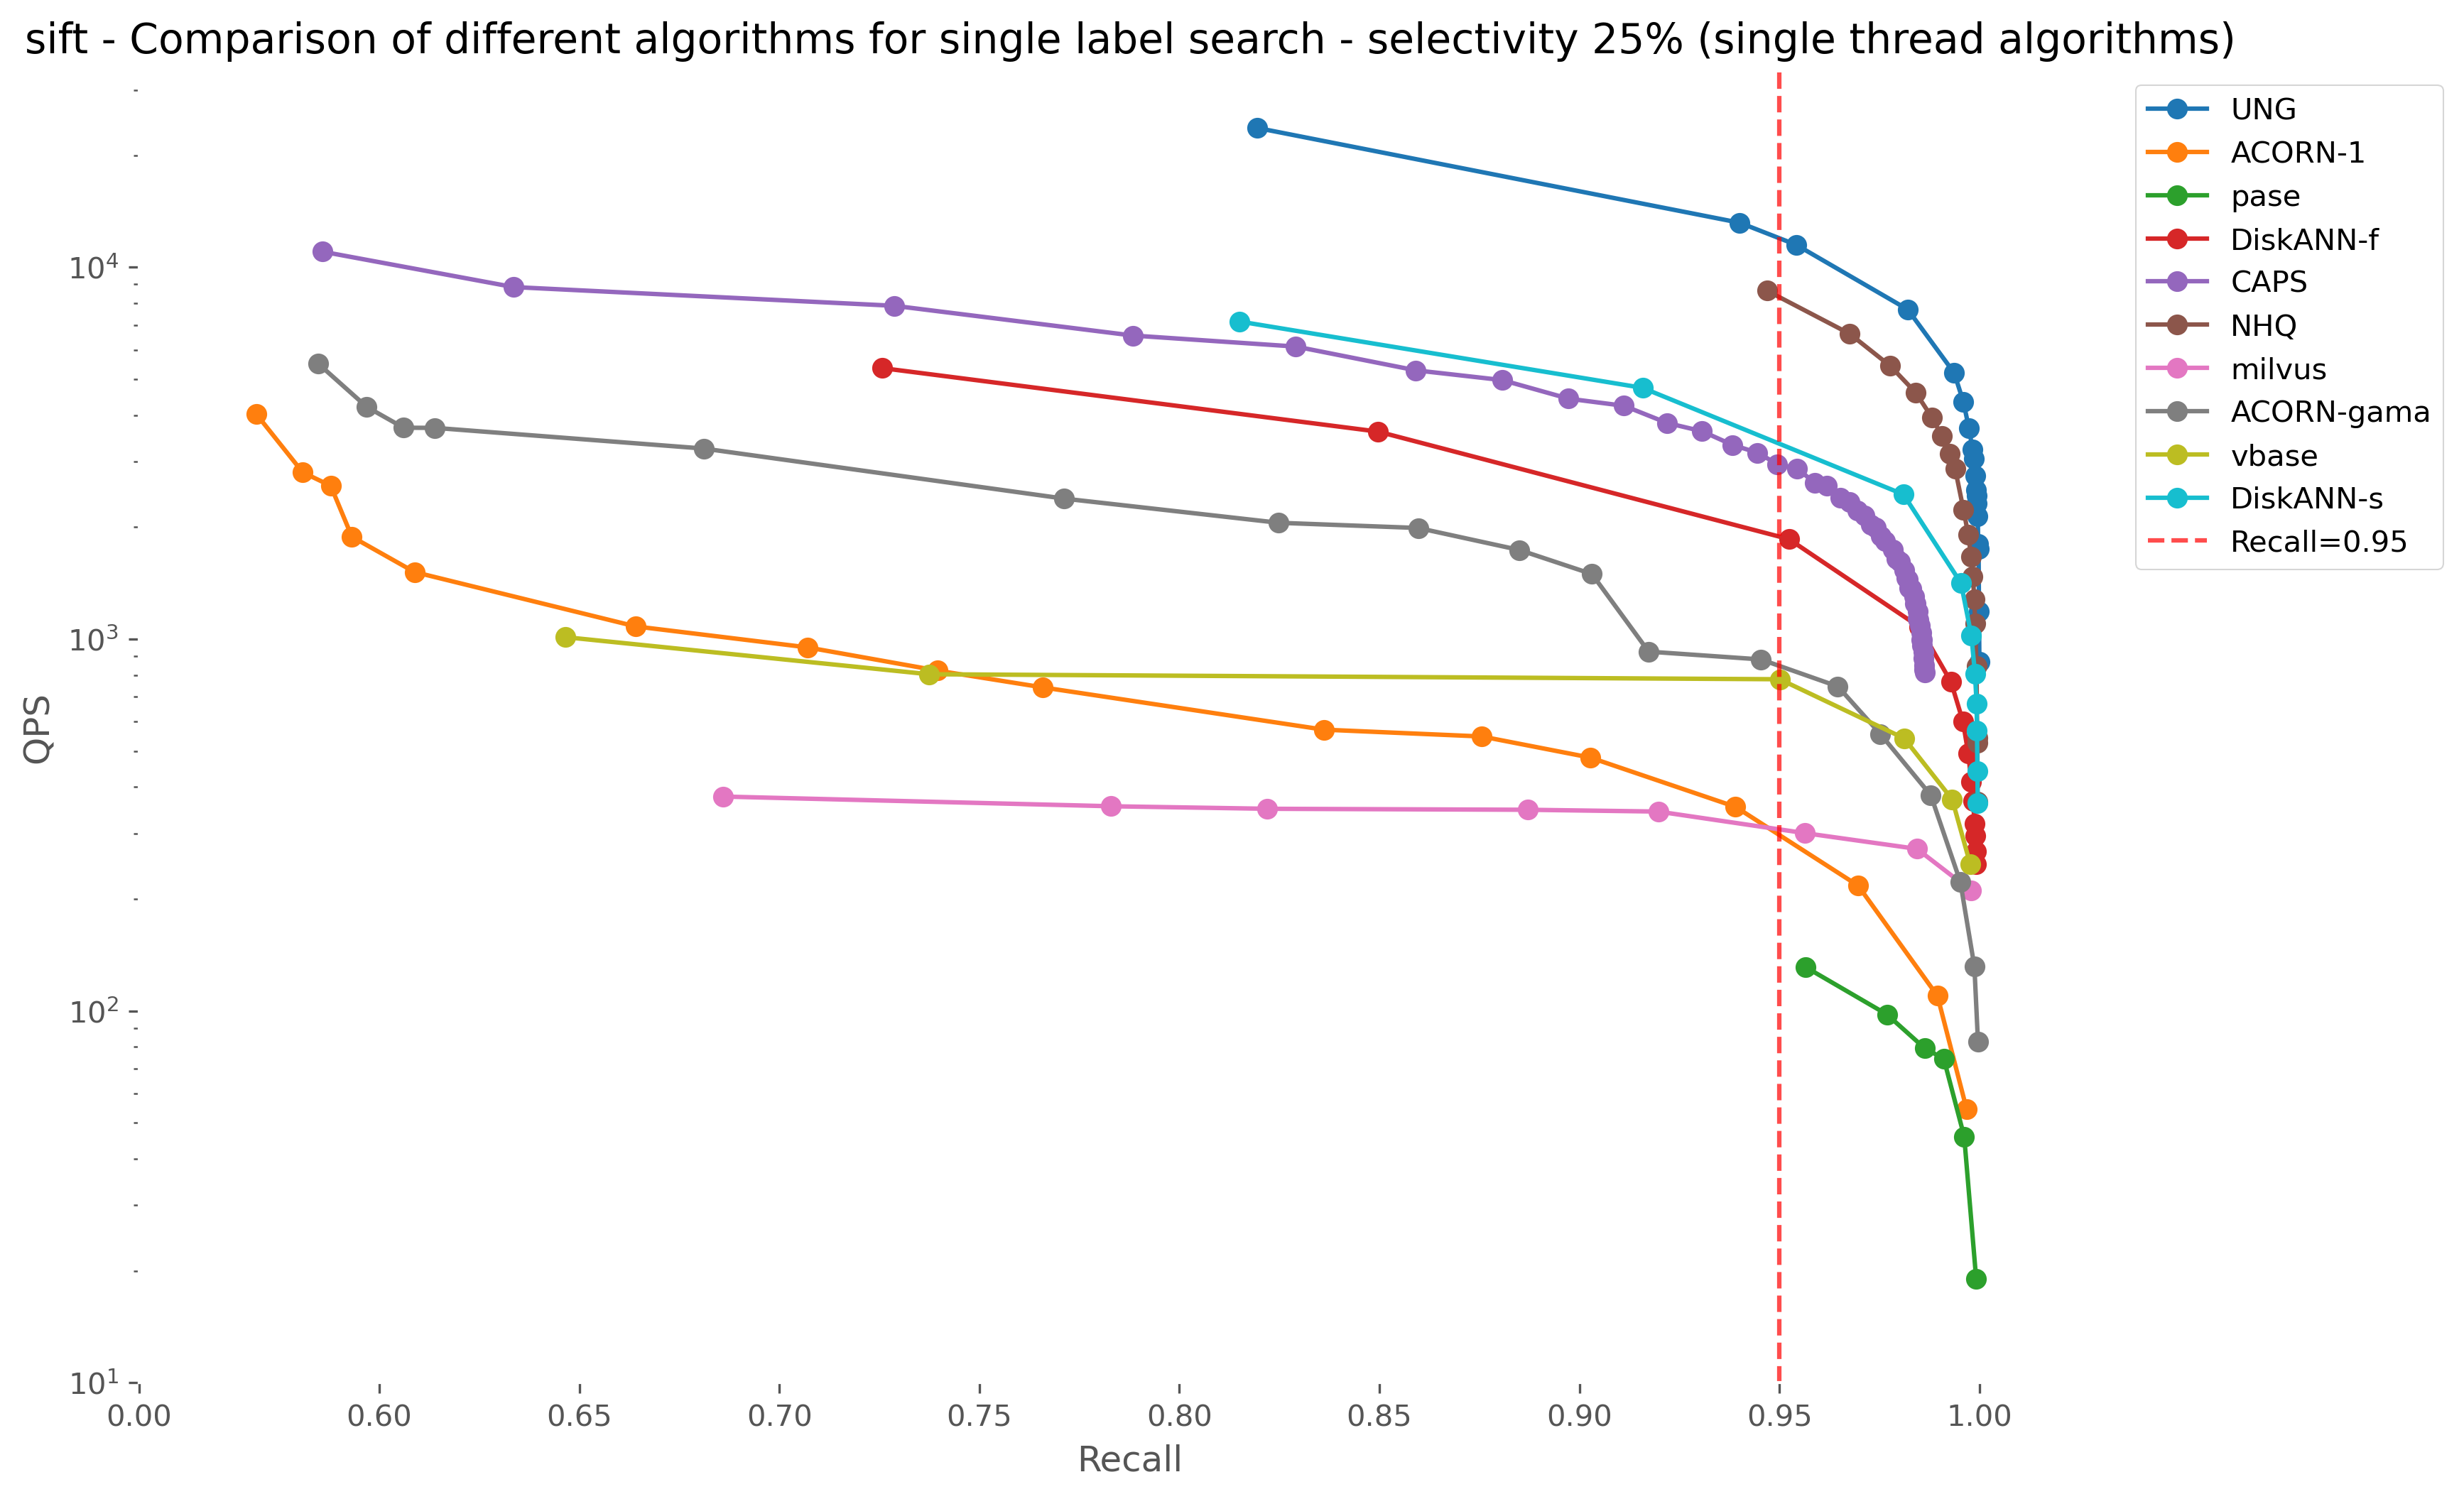 sift - Comparison of different algorithms for single label search - selectivity 25% (single thread algorithms)
UNG
ACORN-1
pase
DiskANN-f
CAPS
NHQ
milvus
ACORN-gama
vbase
DiskANN-s
Recall=0.95
QPS
10⁴
10³
10²
10¹
0.00 0.60 0.65 0.70 0.75 0.80 0.85 0.90 0.95 1.00
Recall